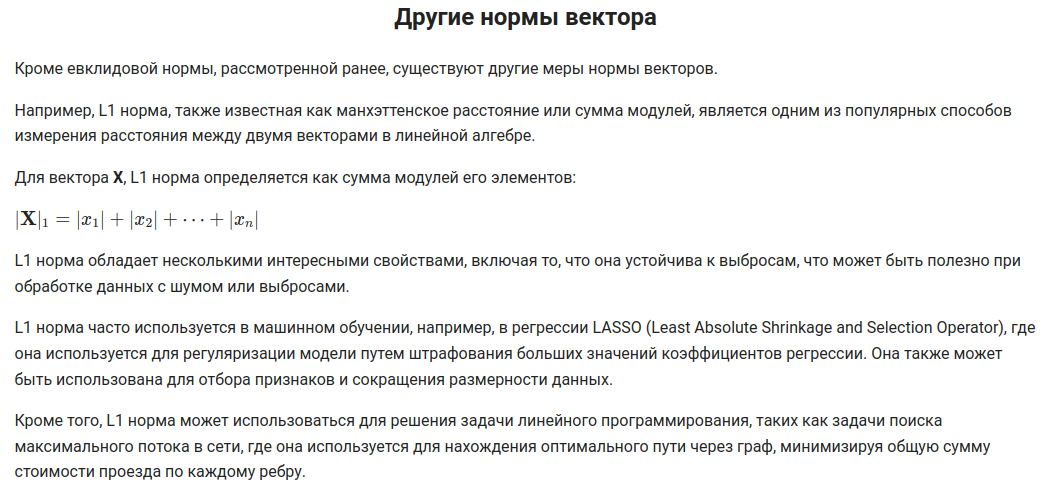 Другие нормы вектора
Кроме евклидовой нормы, рассмотренной ранее, существуют другие меры нормы векторов.
Например, L1 норма, также известная как манхэттенское расстояние или сумма модулей, является одним из популярных способов
измерения расстояния между двумя векторами в линейной алгебре.
Для вектора X, L1 норма определяется как сумма модулей его элементов:
|X|₁ = |x₁| + |x₂| + ⋯ + |xₙ|
L1 норма обладает несколькими интересными свойствами, включая то, что она устойчива к выбросам, что может быть полезно при
обработке данных с шумом или выбросами.
L1 норма часто используется в машинном обучении, например, в регрессии LASSO (Least Absolute Shrinkage and Selection Operator), где
она используется для регуляризации модели путем штрафования больших значений коэффициентов регрессии. Она также может
быть использована для отбора признаков и сокращения размерности данных.
Кроме того, L1 норма может использоваться для решения задачи линейного программирования, таких как задачи поиска
максимального потока в сети, где она используется для нахождения оптимального пути через граф, минимизируя общую сумму
стоимости проезда по каждому ребру.